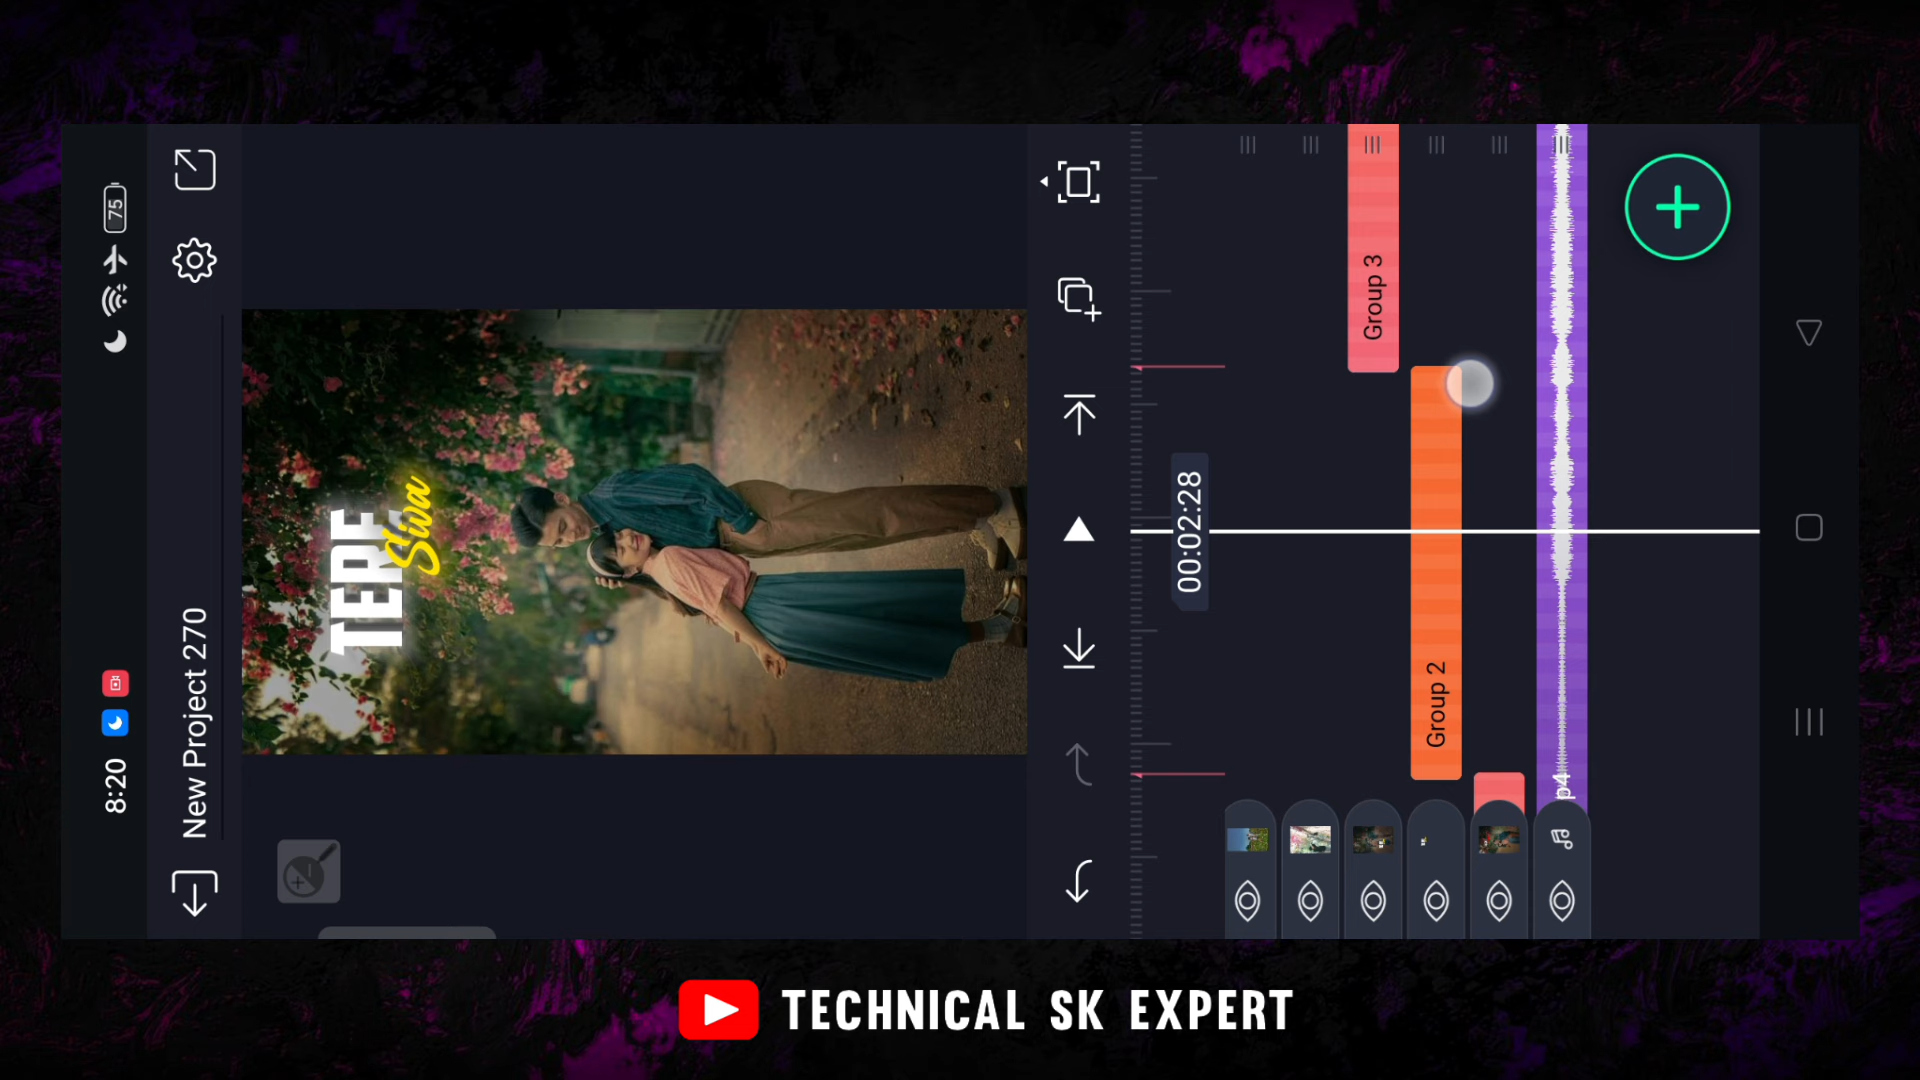 8:20
75
New Project 270
TERE
Siva
00:02:28
Group 3
Group 2
p4
TECHNICAL SK EXPERT